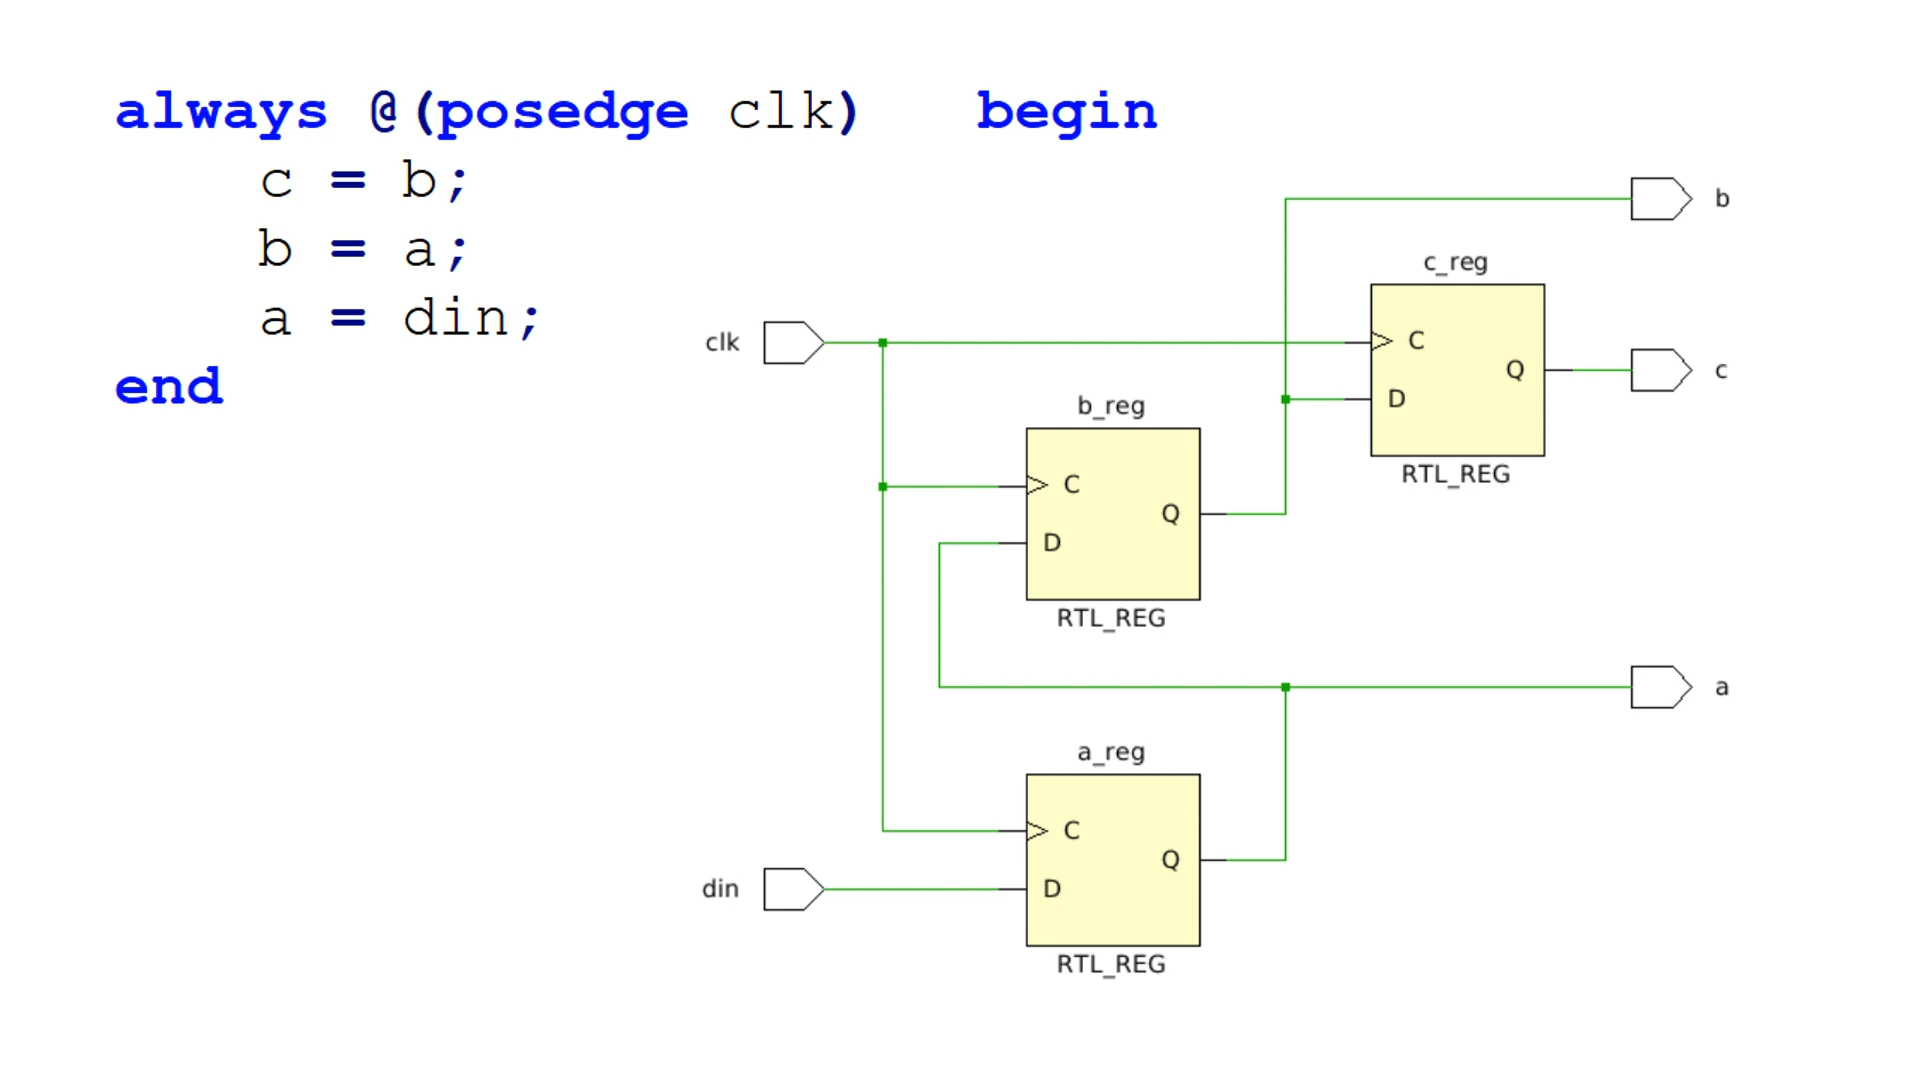 always @(posedge clk) begin
c = b;
b = a;
a = din;
end
b
c_reg
clk
C
Q
c
D
b_reg
RTL_REG
C
Q
D
RTL_REG
a
a_reg
C
Q
din
D
RTL_REG